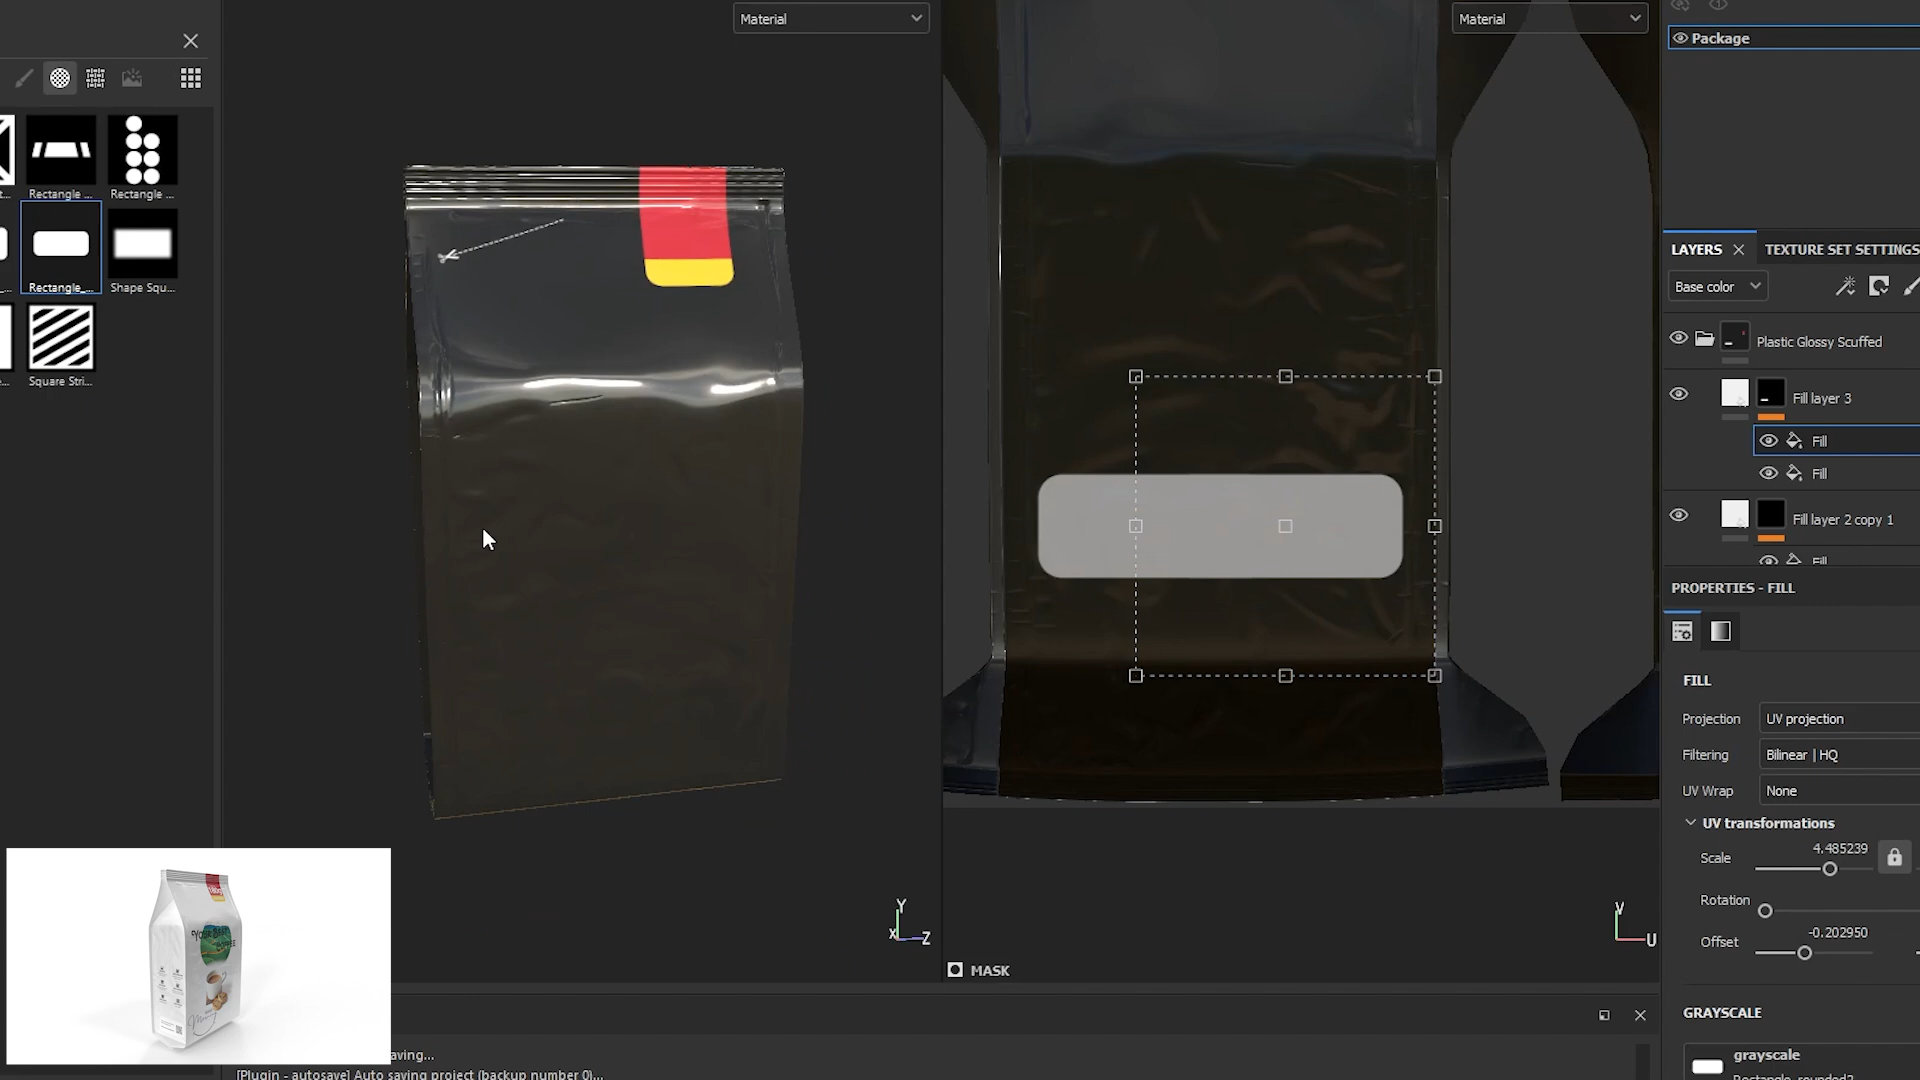 Material
Material
Package
Rectangle ...
Rectangle ...
Rectangle_...
Shape Squ...
Square Stri...
LAYERS
TEXTURE SET SETTINGS
Base color
Plastic Glossy Scuffed
Fill layer 3
Fill
Fill
Fill layer 2 copy 1
Fill
PROPERTIES - FILL
FILL
Projection
UV projection
Filtering
Bilinear | HQ
UV Wrap
None
UV transformations
Scale
4.485239
Rotation
Offset
-0.202950
GRAYSCALE
grayscale
Rectangle_rounded2
Y
X
Z
V
U
MASK
aving...
[Plugin - autosave] Auto saving project (backup number 0)...
YOUR